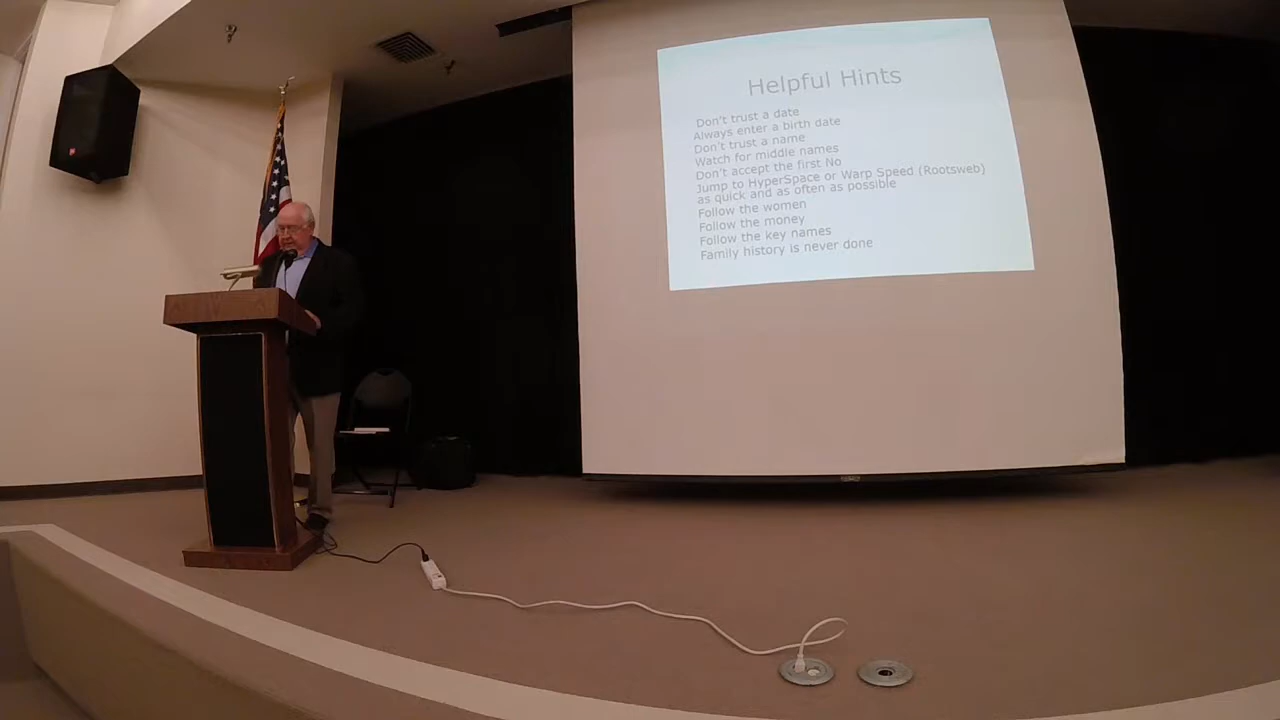 Helpful Hints
Don't trust a date
Always enter a birth date
Don't trust a name
Watch for middle names
Don't accept the first No
Jump to HyperSpace or Warp Speed (Rootsweb)
as quick and as often as possible
Follow the women
Follow the money
Follow the key names
Family history is never done